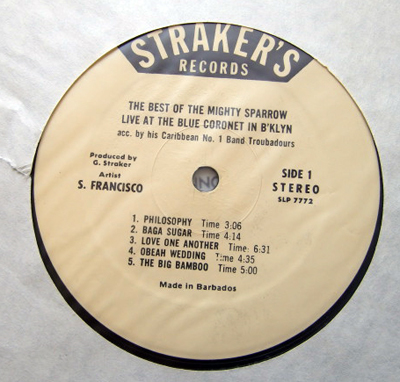 STRAKER'S
RECORDS
THE BEST OF THE MIGHTY SPARROW
LIVE AT THE BLUE CORONET IN B'KLYN
acc. by his Caribbean No. 1 Band Troubadours
Produced by
G. Straker
Artist
S. FRANCISCO
SIDE 1
STEREO
SLP 7772
1. PHILOSOPHY Time 3:06
2. BAGA SUGAR Time 4:14
3. LOVE ONE ANOTHER Time: 6:31
4. OBEAH WEDDING Time 4:35
5. THE BIG BAMBOO Time 5:00
Made in Barbados